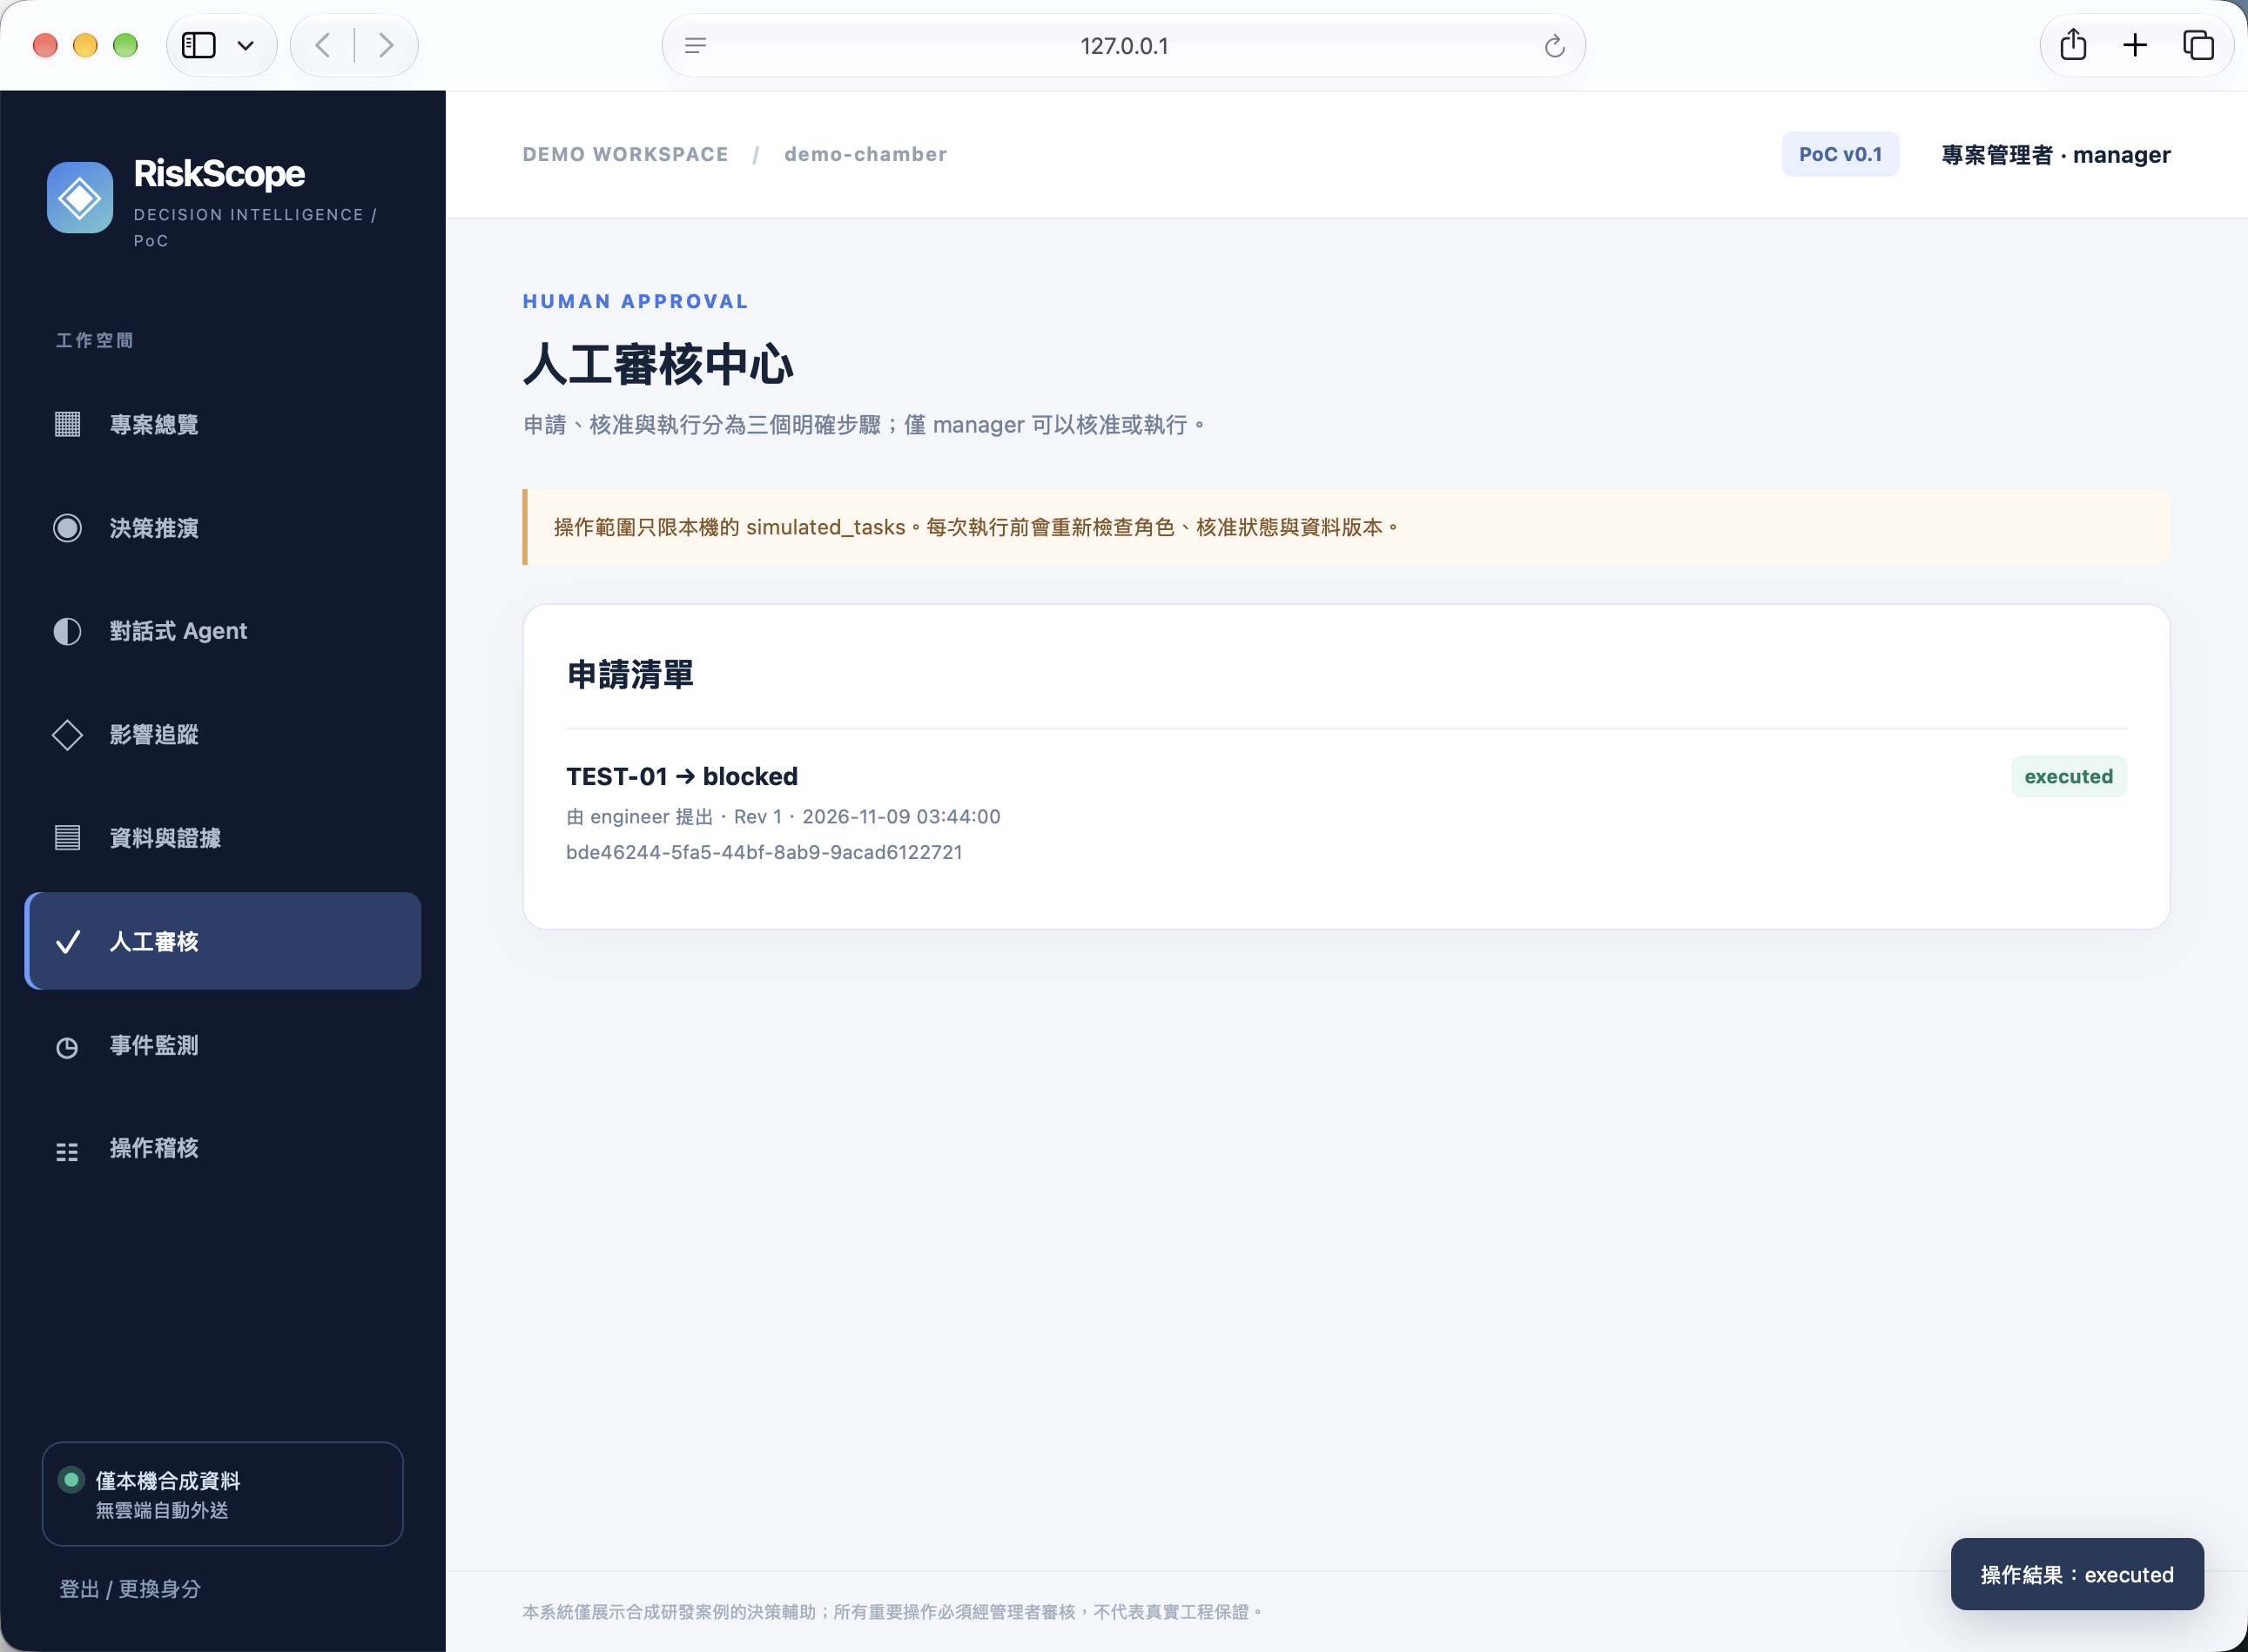 127.0.0.1
RiskScope
DECISION INTELLIGENCE /
PoC
工作空間
專案總覽
決策推演
對話式 Agent
影響追蹤
資料與證據
人工審核
事件監測
操作稽核
僅本機合成資料
無雲端自動外送
登出 / 更換身分
DEMO WORKSPACE / demo-chamber
PoC v0.1
專案管理者 · manager
HUMAN APPROVAL
人工審核中心
申請、核准與執行分為三個明確步驟；僅 manager 可以核准或執行。
操作範圍只限本機的 simulated_tasks。每次執行前會重新檢查角色、核准狀態與資料版本。
申請清單
TEST-01 → blocked
executed
由 engineer 提出 · Rev 1 · 2026-11-09 03:44:00
bde46244-5fa5-44bf-8ab9-9acad6122721
操作結果：executed
本系統僅展示合成研發案例的決策輔助；所有重要操作必須經管理者審核，不代表真實工程保證。